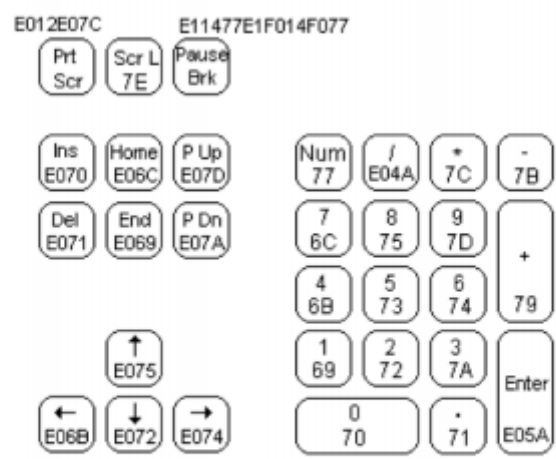 E012E07C E11477E1F014F077
Prt Scr L Pause
Scr 7E Brk
Ins Home P Up Num / * -
E070 E06C E07D 77 E04A 7C 7B
Del End P Dn 7 8 9
E071 E069 E07A 6C 75 7D
+
4 5 6
6B 73 74 79
↑ 1 2 3
E075 69 72 7A
Enter
← ↓ → 0 .
E06B E072 E074 70 71 E05A